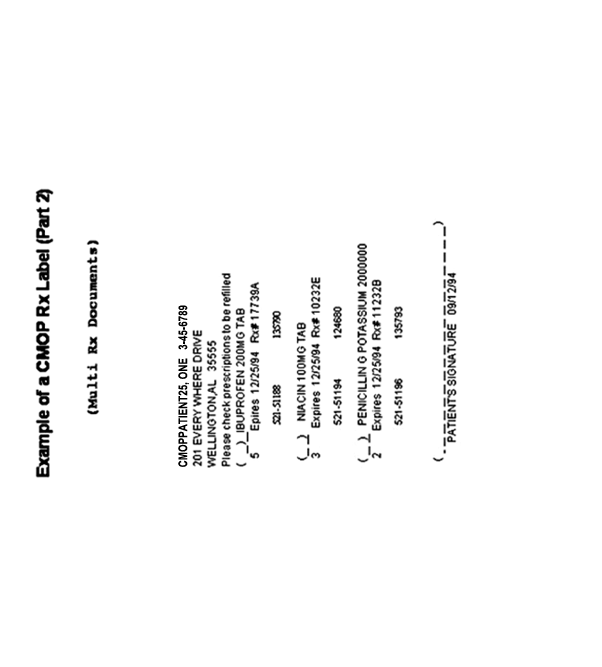 Example of a CMOP Rx Label (Part 2)
(Multi Rx Documents)
CMOPPATIENT25, ONE 3-45-6789
201 EVERY WHERE DRIVE
WELLINGTON,AL 35555
Please check prescriptions to be refilled
(__)_IBUPROFEN 200MG TAB
5 Expires 12/25/94 Rx# 17739A
521-51188 135790
(__) NIACIN 100MG TAB
3 Expires 12/25/94 Rx# 10232E
521-51194 124680
(__) PENICILLIN G POTASSIUM 2000000
2 Expires 12/25/94 Rx# 11232B
521-51196 135793
(_________________)
PATIENT'S SIGNATURE 09/12/94